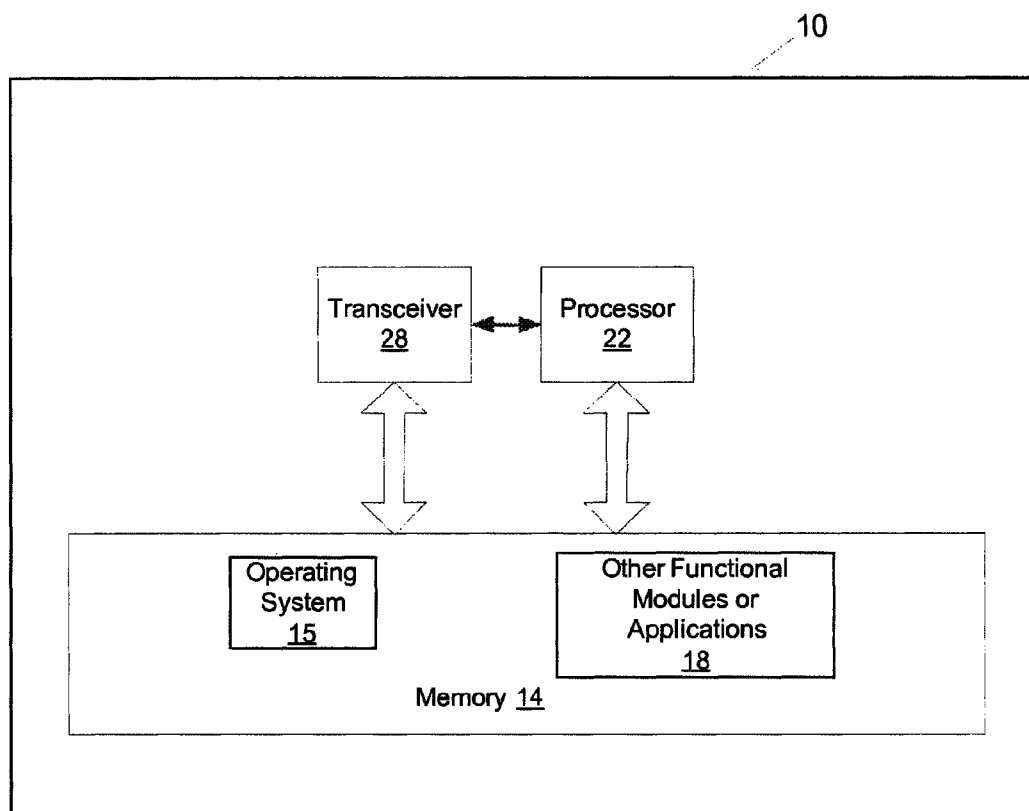 10
Transceiver
28
Processor
22
Operating
System
15
Other Functional
Modules or
Applications
18
Memory 14